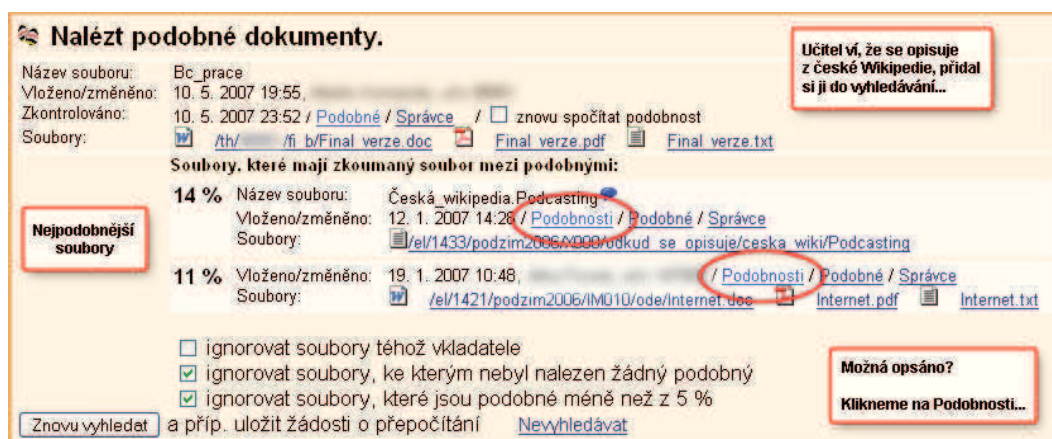 Nalézt podobné dokumenty.
Učitel ví, že se opisuje
z české Wikipedie, přidal
si ji do vyhledávání...
Název souboru: Bc_prace
Vloženo/změněno: 10. 5. 2007 19:55,
Zkontrolováno: 10. 5. 2007 23:52 / Podobné / Správce / znovu spočítat podobnost
Soubory: /th/ /fi_b/Final_verze.doc Final_verze.pdf Final_verze.txt
Soubory, které mají zkoumaný soubor mezi podobnými:
Nejpodobnější
soubory
14 % Název souboru: Česká_wikipedia.Podcasting
Vloženo/změněno: 12. 1. 2007 14:28 / Podobnosti / Podobné / Správce
Soubory: /el/1433/podzim2006/X000/odkud_se_opisuje/ceska_wiki/Podcasting
11 % Vloženo/změněno: 19. 1. 2007 10:48, / Podobnosti / Podobné / Správce
Soubory: /el/1421/podzim2006/IM010/ode/Internet.doc Internet.pdf Internet.txt
ignorovat soubory téhož vkladatele
ignorovat soubory, ke kterým nebyl nalezen žádný podobný
ignorovat soubory, které jsou podobné méně než z 5 %
Možná opsáno?
Klikneme na Podobnosti...
Znovu vyhledat a příp. uložit žádosti o přepočítání Nevyhledávat